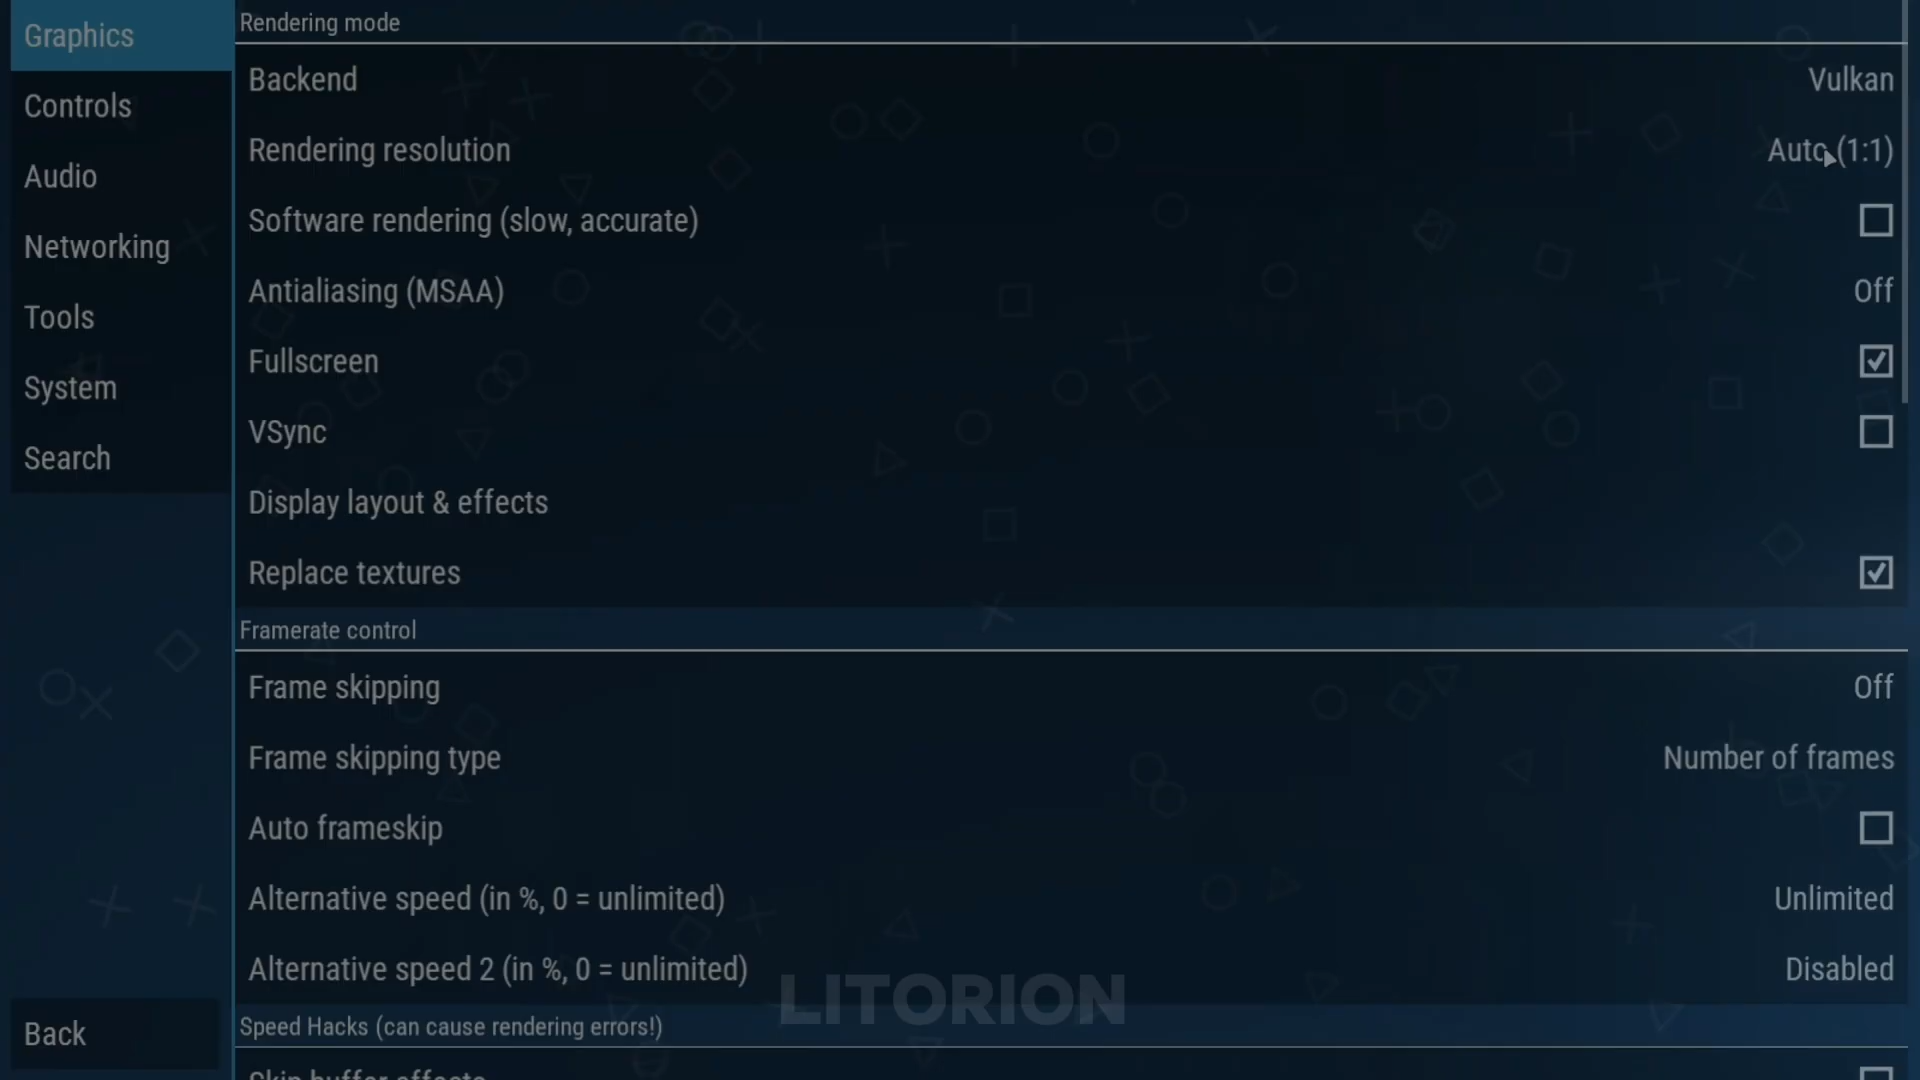 Graphics
Controls
Audio
Networking
Tools
System
Search
Back
Rendering mode
Backend Vulkan
Rendering resolution Auto (1:1)
Software rendering (slow, accurate)
Antialiasing (MSAA) Off
Fullscreen
VSync
Display layout & effects
Replace textures
Framerate control
Frame skipping Off
Frame skipping type Number of frames
Auto frameskip
Alternative speed (in %, 0 = unlimited) Unlimited
Alternative speed 2 (in %, 0 = unlimited) Disabled
LITORION
Speed Hacks (can cause rendering errors!)
Skip buffer effects